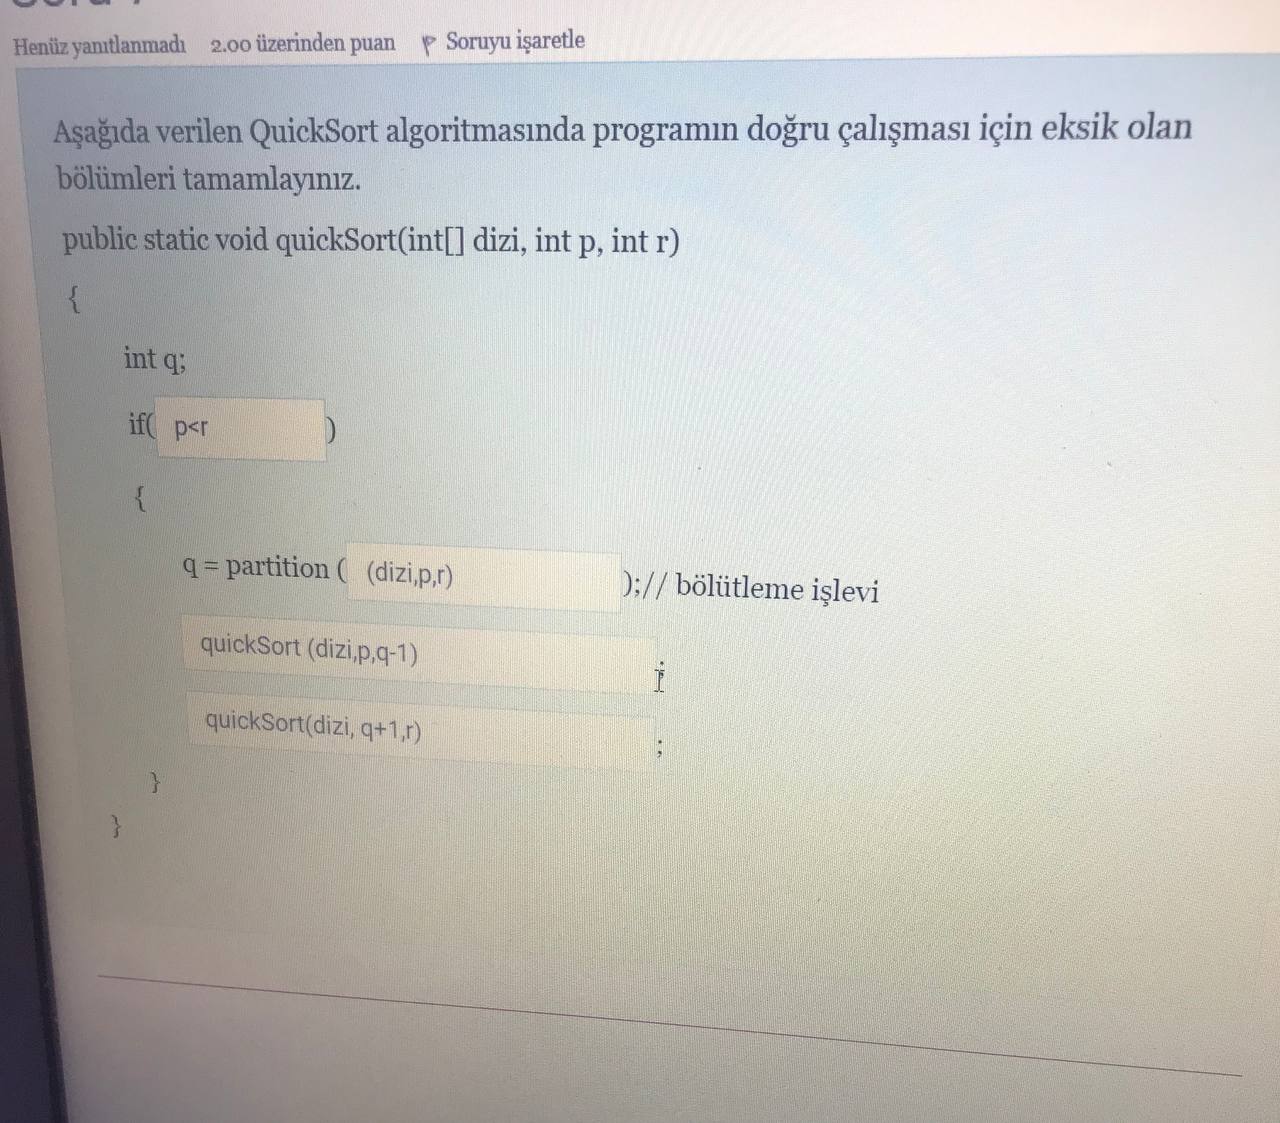 Henüz yanıtlanmadı 2.00 üzerinden puan Soruyu işaretle
Aşağıda verilen QuickSort algoritmasında programın doğru çalışması için eksik olan
bölümleri tamamlayınız.
public static void quickSort(int[] dizi, int p, int r)
{
int q;
if( p<r )
{
q = partition ( (dizi,p,r) );// bölütleme işlevi
quickSort (dizi,p,q-1) ;
quickSort(dizi, q+1,r) ;
}
}